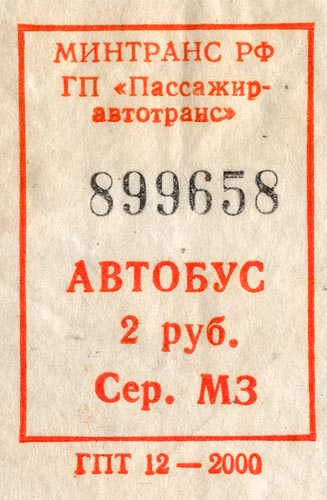 МИНТРАНС РФ
ГП «Пассажир-
автотранс»
899658
АВТОБУС
2 руб.
Сер. МЗ
ГПТ 12—2000